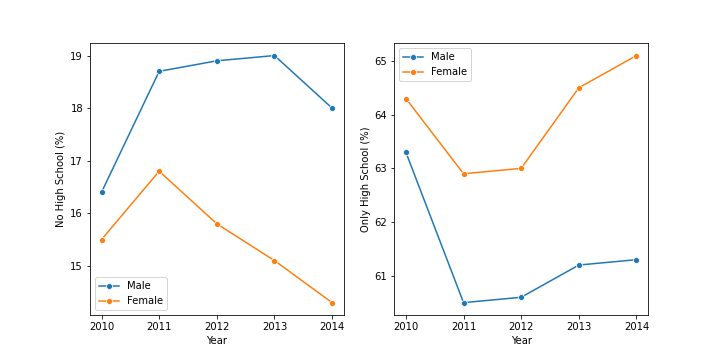 No High School (%)
19
18
17
16
15
Male
Female
2010 2011 2012 2013 2014
Year
Only High School (%)
65
64
63
62
61
Male
Female
2010 2011 2012 2013 2014
Year